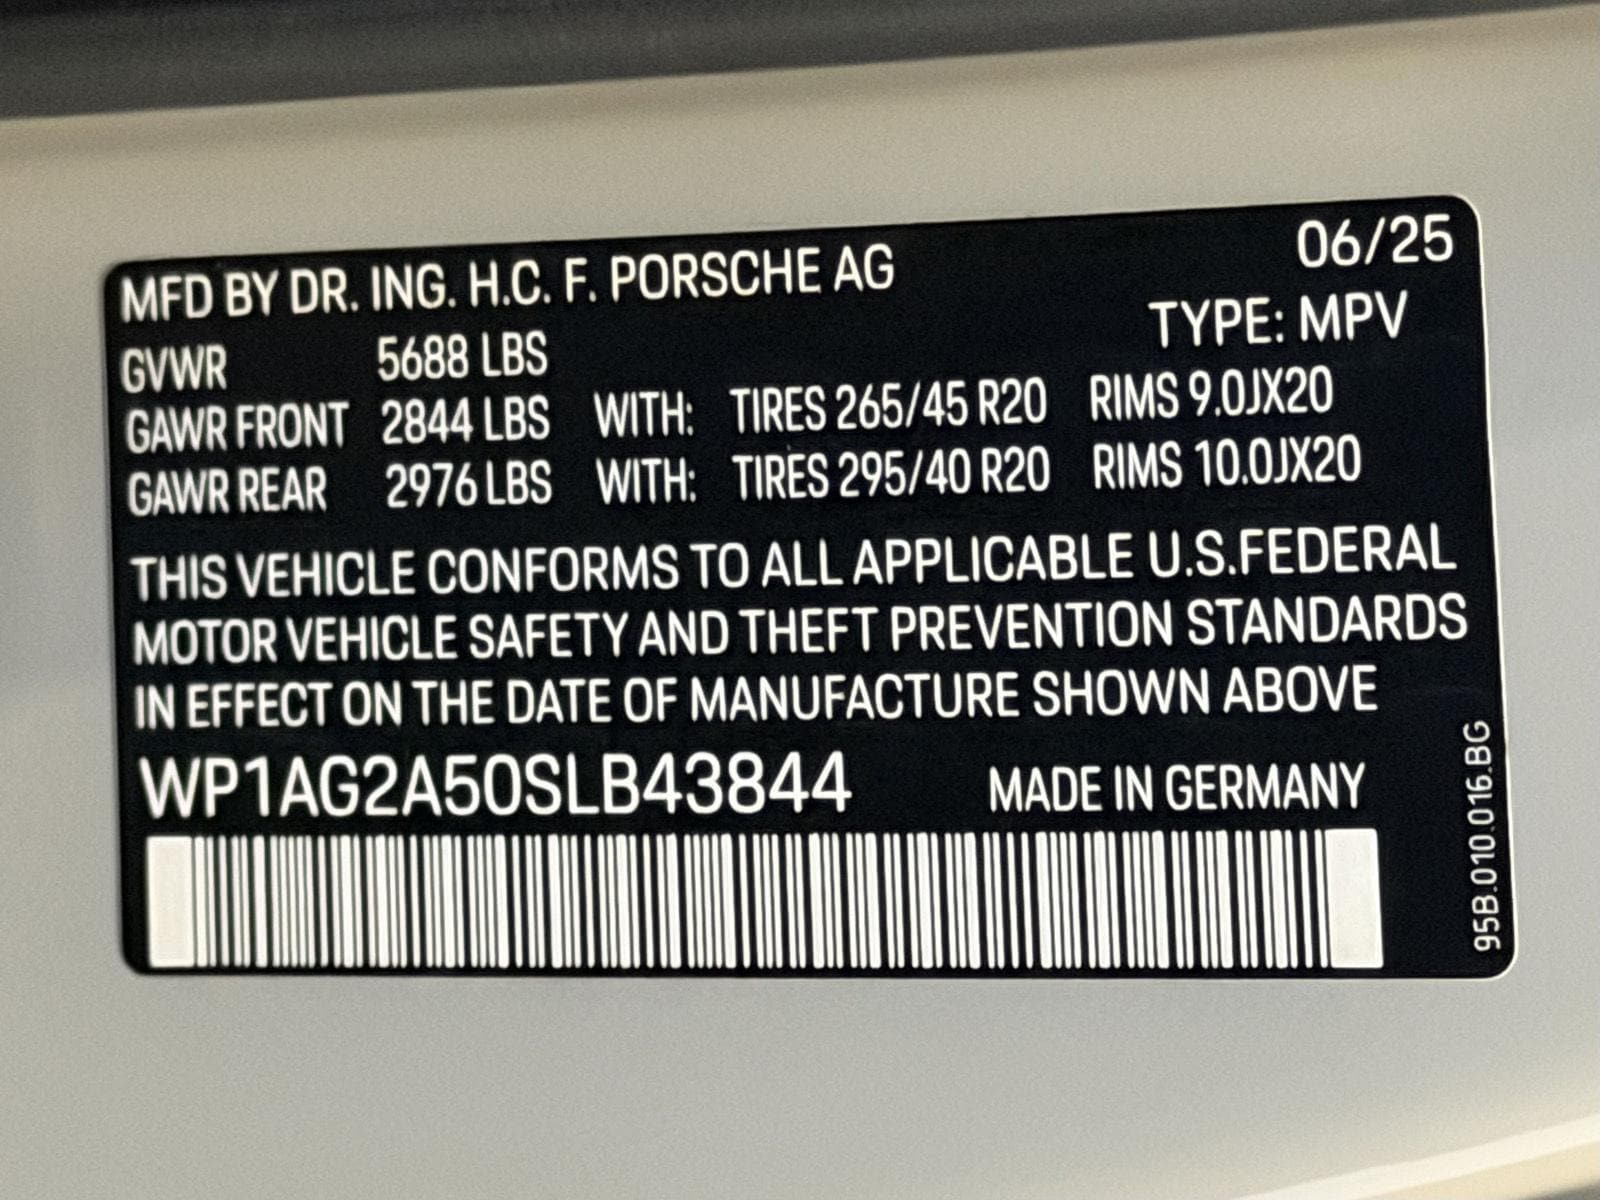 MFD BY DR. ING. H.C. F. PORSCHE AG 06/25
TYPE: MPV
GVWR 5688 LBS
GAWR FRONT 2844 LBS WITH: TIRES 265/45 R20 RIMS 9.0JX20
GAWR REAR 2976 LBS WITH: TIRES 295/40 R20 RIMS 10.0JX20
THIS VEHICLE CONFORMS TO ALL APPLICABLE U.S.FEDERAL
MOTOR VEHICLE SAFETY AND THEFT PREVENTION STANDARDS
IN EFFECT ON THE DATE OF MANUFACTURE SHOWN ABOVE
WP1AG2A50SLB43844 MADE IN GERMANY
95B.010.016.BG